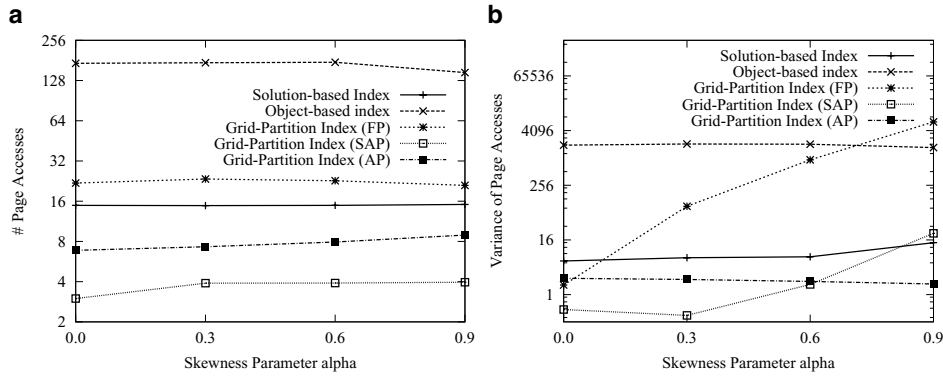 a
256
128
64
32
16
8
4
2
# Page Accesses
Solution-based Index
Object-based index
Grid-Partition Index (FP)
Grid-Partition Index (SAP)
Grid-Partition Index (AP)
0.0 0.3 0.6 0.9
Skewness Parameter alpha
b
65536
4096
256
16
1
Variance of Page Accesses
Solution-based Index
Object-based index
Grid-Partition Index (FP)
Grid-Partition Index (SAP)
Grid-Partition Index (AP)
0.0 0.3 0.6 0.9
Skewness Parameter alpha